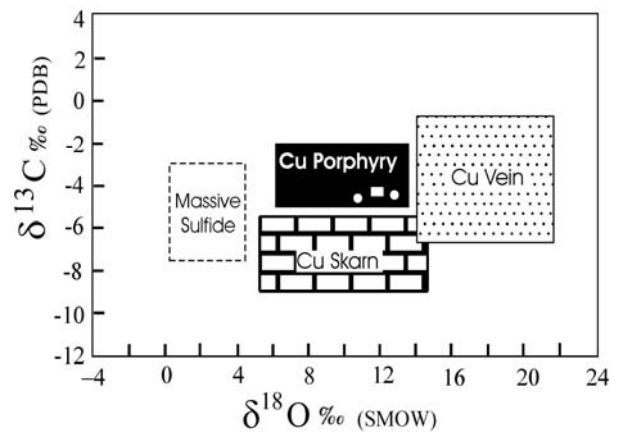 4
2
0
-2
-4
-6
-8
-10
-12
δ¹³C ‰ (PDB)
Cu Porphyry
Cu Vein
Massive
Sulfide
Cu Skarn
−4 0 4 8 12 16 20 24
δ¹⁸O ‰ (SMOW)